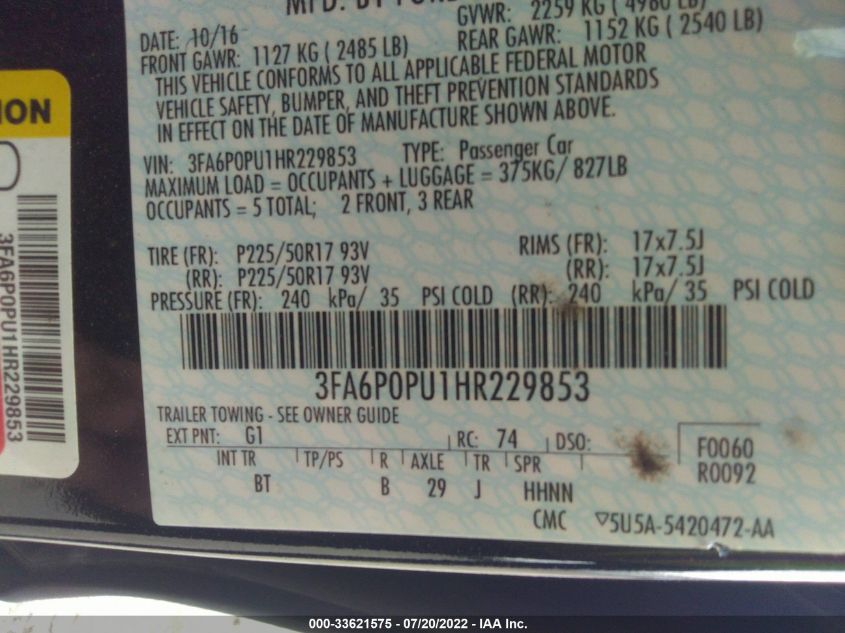 MFD. BY FORD
GVWR: 2259 KG ( 4980 LB)
DATE: 10/16
FRONT GAWR: 1127 KG ( 2485 LB) REAR GAWR: 1152 KG ( 2540 LB)
THIS VEHICLE CONFORMS TO ALL APPLICABLE FEDERAL MOTOR
VEHICLE SAFETY, BUMPER, AND THEFT PREVENTION STANDARDS
IN EFFECT ON THE DATE OF MANUFACTURE SHOWN ABOVE.
VIN: 3FA6P0PU1HR229853 TYPE: Passenger Car
MAXIMUM LOAD = OCCUPANTS + LUGGAGE = 375KG/ 827LB
OCCUPANTS = 5 TOTAL; 2 FRONT, 3 REAR
TIRE (FR): P225/50R17 93V RIMS (FR): 17x7.5J
(RR): P225/50R17 93V (RR): 17x7.5J
PRESSURE (FR): 240 kPa/ 35 PSI COLD (RR): 240 kPa/ 35 PSI COLD
3FA6P0PU1HR229853
TRAILER TOWING - SEE OWNER GUIDE
EXT PNT: G1 RC: 74 DSO:
INT TR TP/PS R AXLE TR SPR
BT B 29 J HHNN
F0060
R0092
CMC ▽5U5A-5420472-AA
ION
3FA6P0PU1HR229853
000-33621575 — 07/20/2022 - IAA Inc.